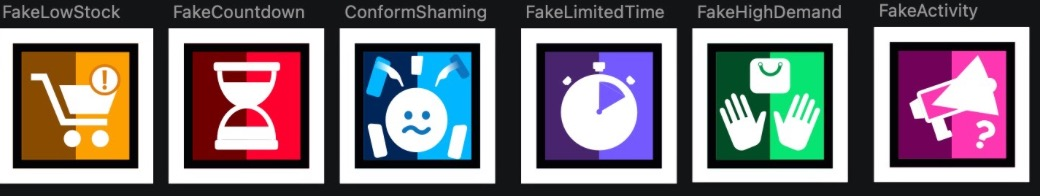 FakeLowStock
FakeCountdown
ConformShaming
FakeLimitedTime
FakeHighDemand
FakeActivity
!
?